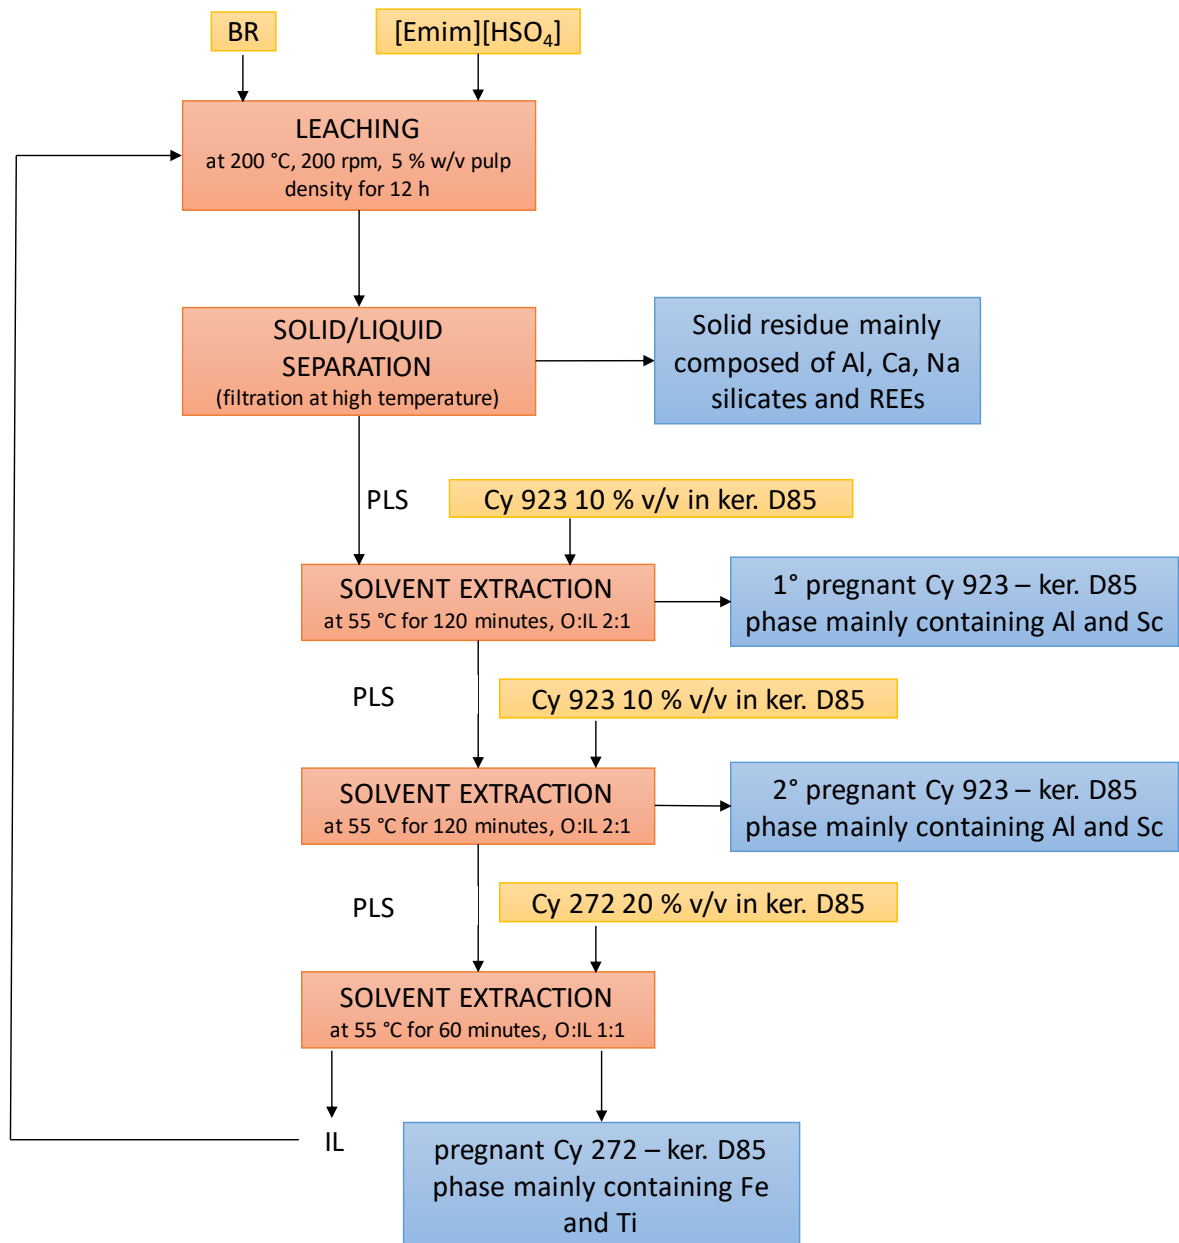 BR
[Emim][HSO₄]
LEACHING
at 200 °C, 200 rpm, 5 % w/v pulp
density for 12 h
SOLID/LIQUID
SEPARATION
(filtration at high temperature)
Solid residue mainly
composed of Al, Ca, Na
silicates and REEs
PLS
Cy 923 10 % v/v in ker. D85
SOLVENT EXTRACTION
at 55 °C for 120 minutes, O:IL 2:1
1° pregnant Cy 923 – ker. D85
phase mainly containing Al and Sc
PLS
Cy 923 10 % v/v in ker. D85
SOLVENT EXTRACTION
at 55 °C for 120 minutes, O:IL 2:1
2° pregnant Cy 923 – ker. D85
phase mainly containing Al and Sc
PLS
Cy 272 20 % v/v in ker. D85
SOLVENT EXTRACTION
at 55 °C for 60 minutes, O:IL 1:1
IL
pregnant Cy 272 – ker. D85
phase mainly containing Fe
and Ti